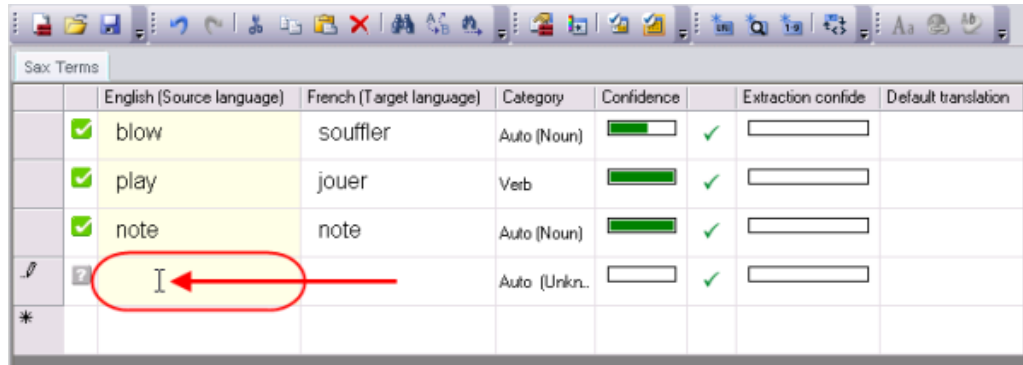 Sax Terms
English (Source language) French (Target language) Category Confidence Extraction confide Default translation
blow souffler Auto (Noun)
play jouer Verb
note note Auto (Noun)
? Auto (Unkn..
*